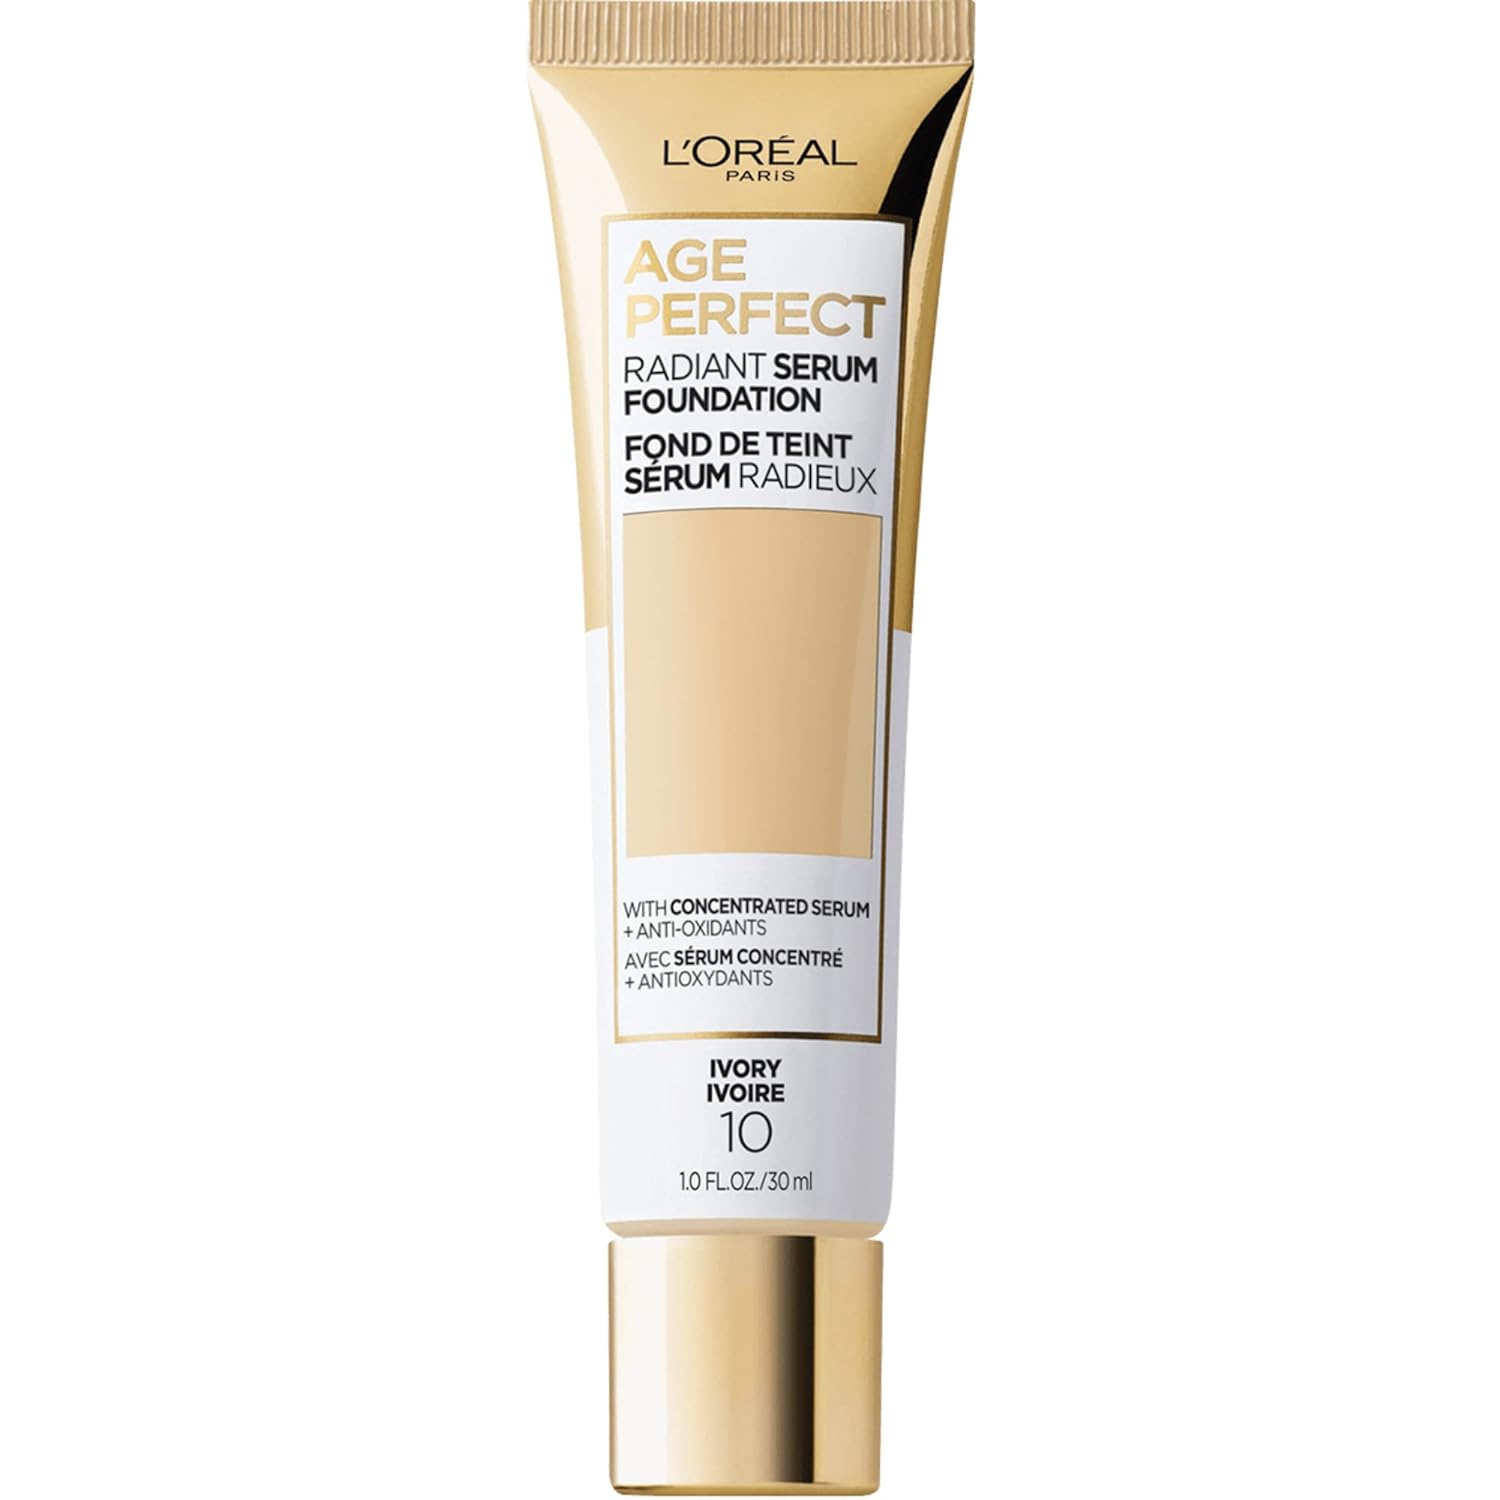 L'ORÉAL
PARIS
AGE
PERFECT
RADIANT SERUM
FOUNDATION
FOND DE TEINT
SÉRUM RADIEUX
WITH CONCENTRATED SERUM
+ ANTI-OXIDANTS
AVEC SÉRUM CONCENTRÉ
+ ANTIOXYDANTS
IVORY
IVOIRE
10
1.0 FL.OZ./30 ml